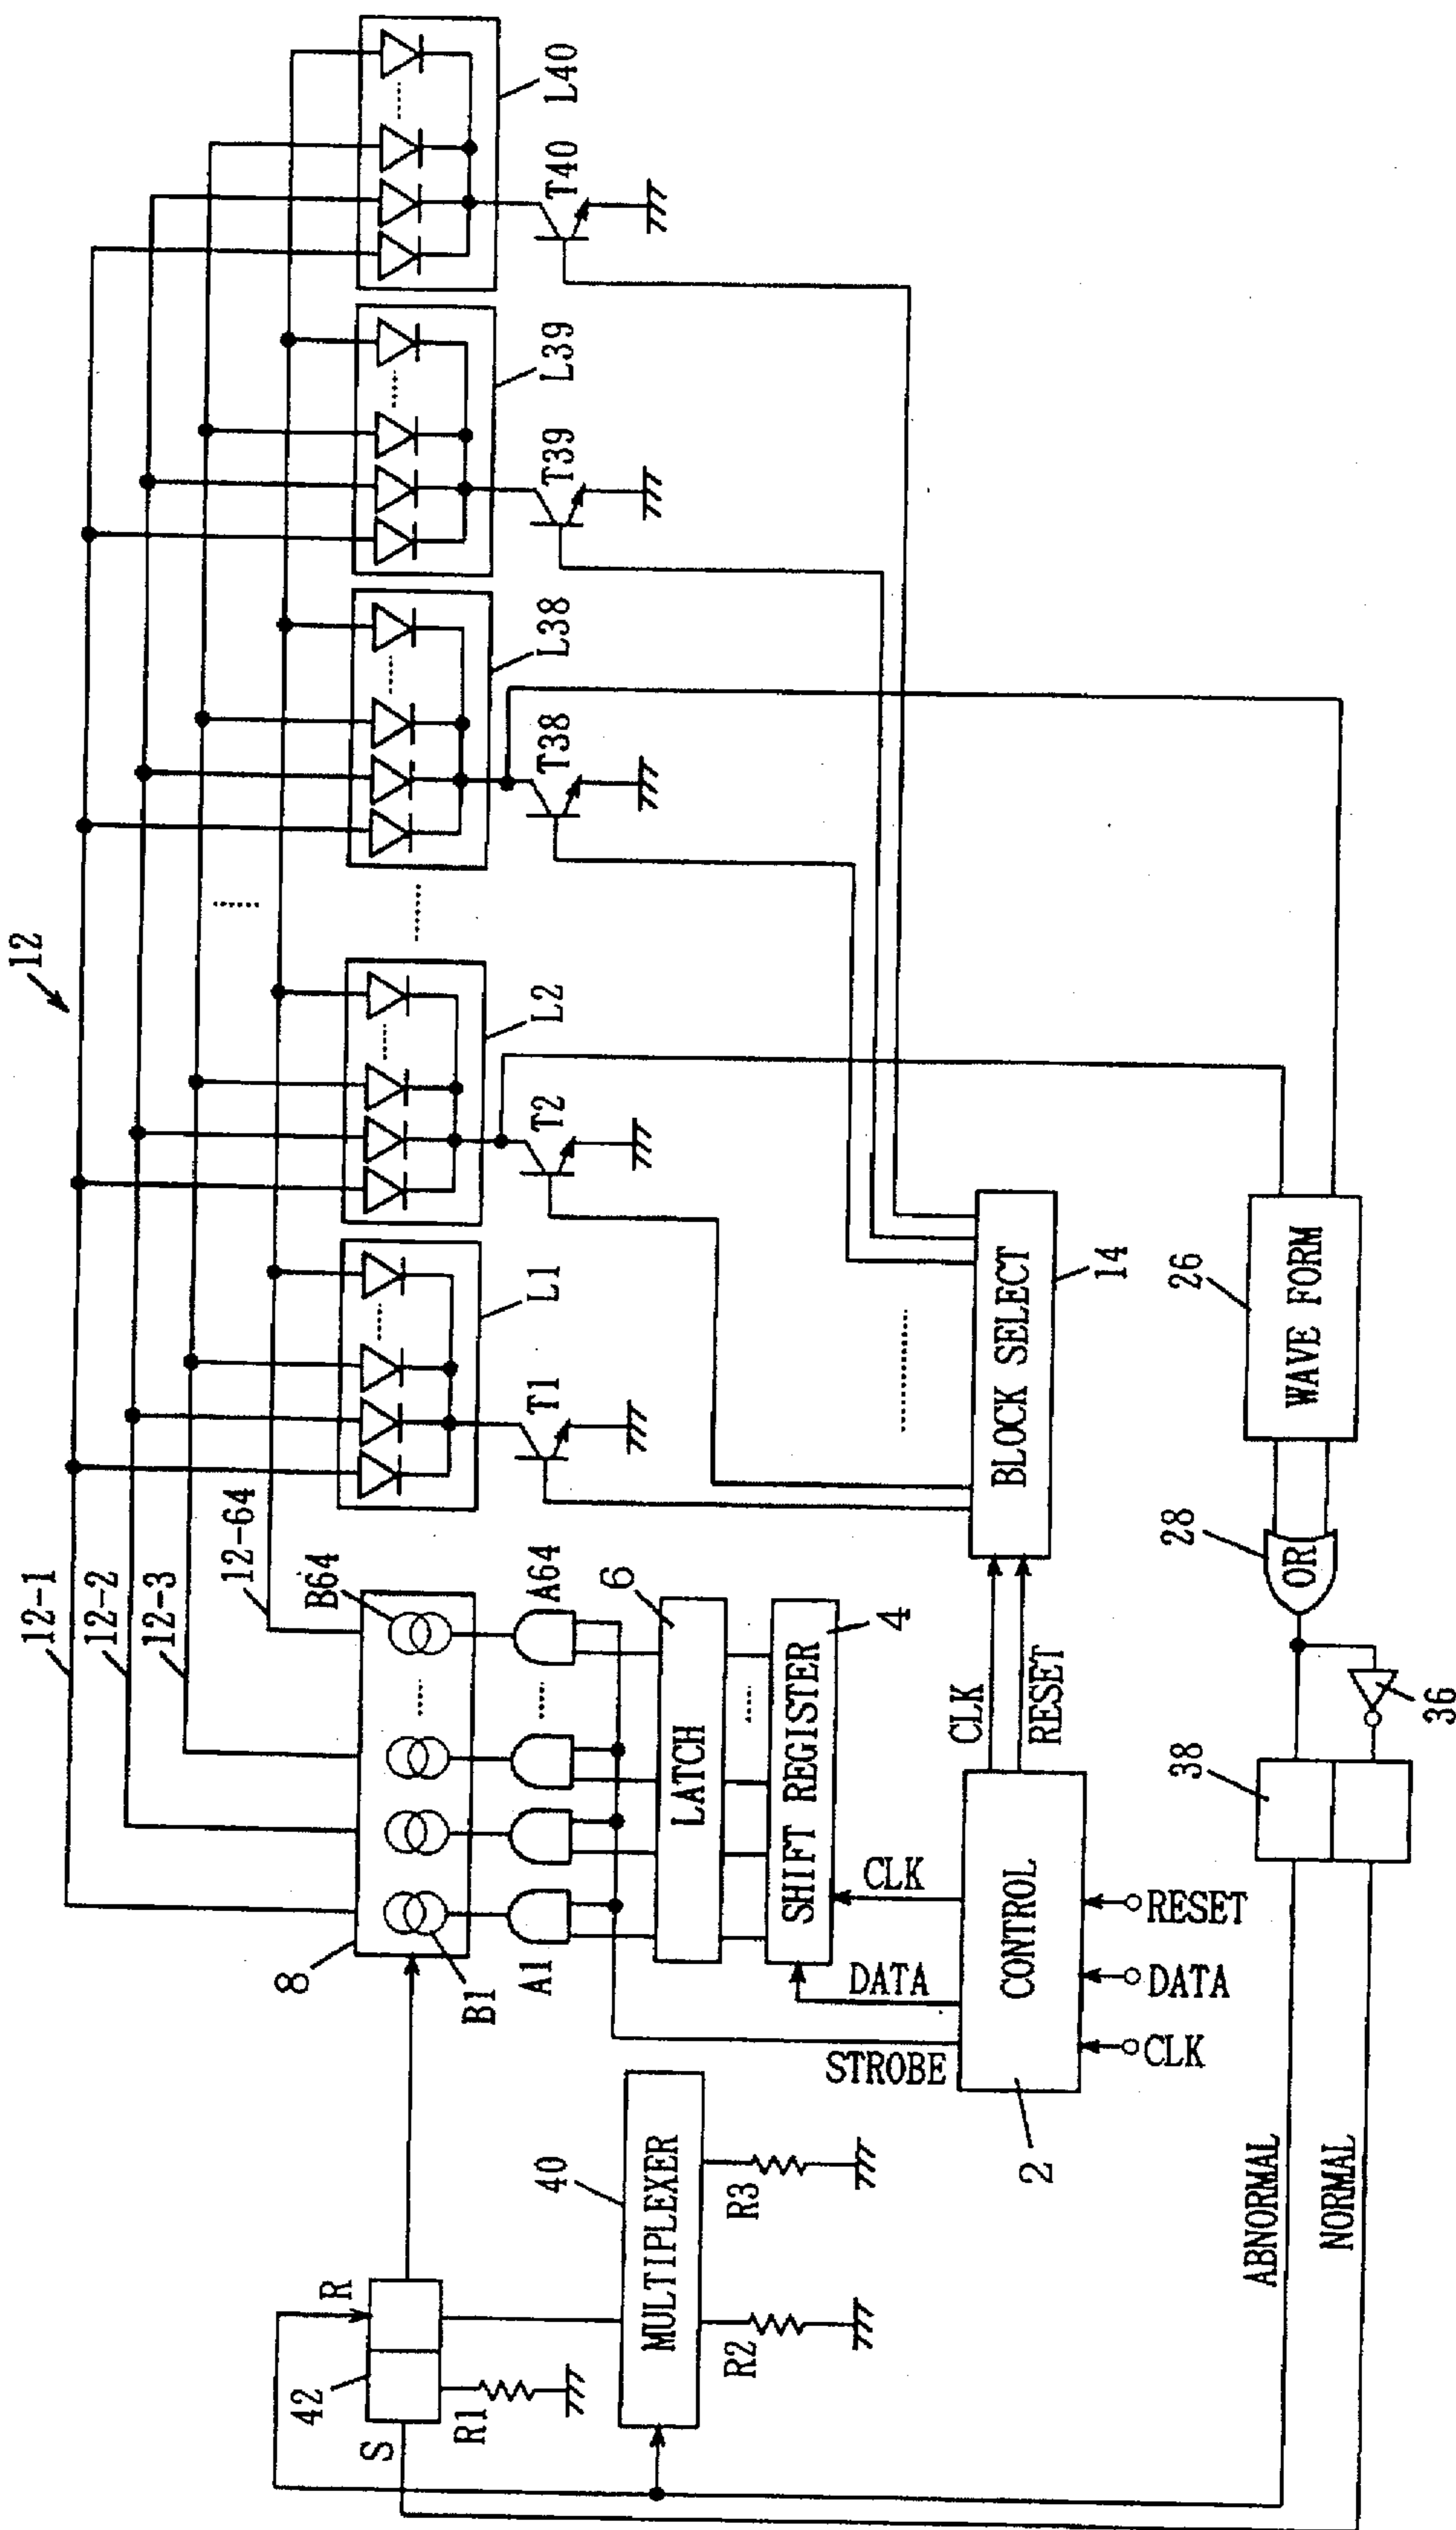 12
12-1
12-2
12-3
12-64
L1
L2
L38
L39
L40
T1
T2
T38
T39
T40
8
B1
B64
A1
A64
6
LATCH
4
SHIFT REGISTER
DATA
CLK
STROBE
CONTROL
2
CLK
DATA
RESET
CLK
RESET
BLOCK SELECT
14
42
S
R
R1
40
MULTIPLEXER
R2
R3
ABNORMAL
NORMAL
38
36
28
OR
26
WAVE FORM